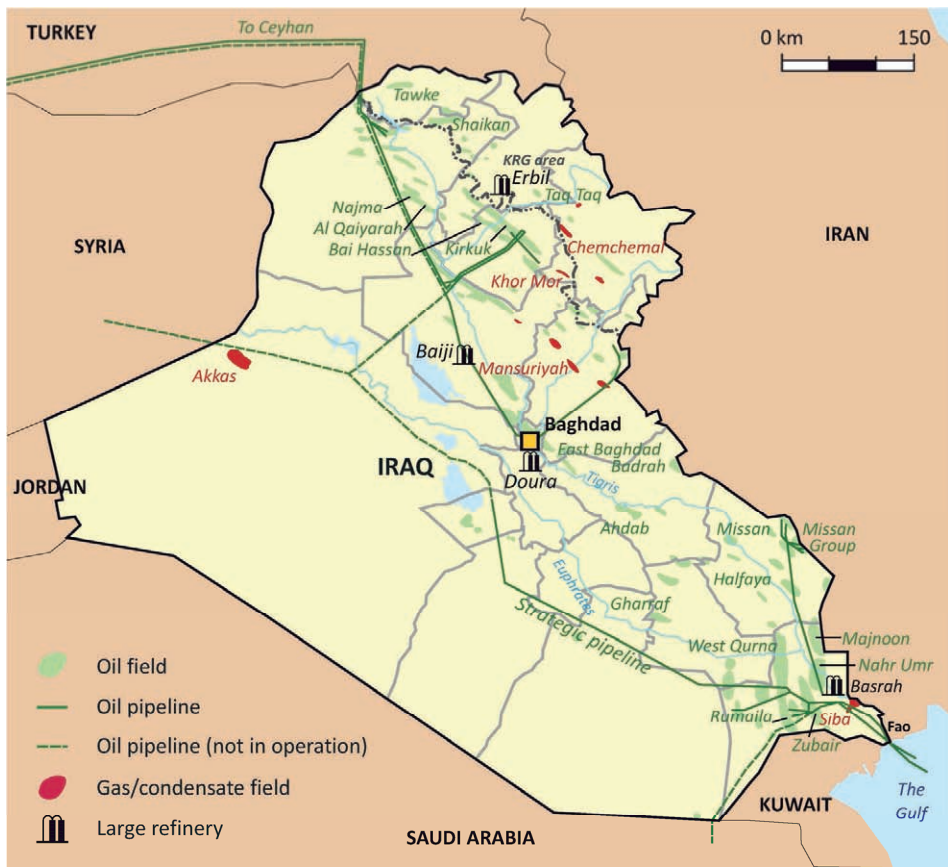 TURKEY
To Ceyhan
0 km 150
Tawke
Shaikan
KRG area
Erbil
Taq Taq
Najma
Al Qaiyarah
Bai Hassan
Kirkuk
Chemchemal
SYRIA
IRAN
Khor Mor
Baiji
Mansuriyah
Akkas
Baghdad
East Baghdad
Badrah
IRAQ
Doura
Tigris
JORDAN
Ahdab
Missan
Missan
Group
Euphrates
Halfaya
Gharraf
Strategic pipeline
West Qurna
Majnoon
Nahr Umr
Basrah
Rumaila
Siba
Fao
Zubair
The
Gulf
KUWAIT
SAUDI ARABIA
Oil field
Oil pipeline
Oil pipeline (not in operation)
Gas/condensate field
Large refinery